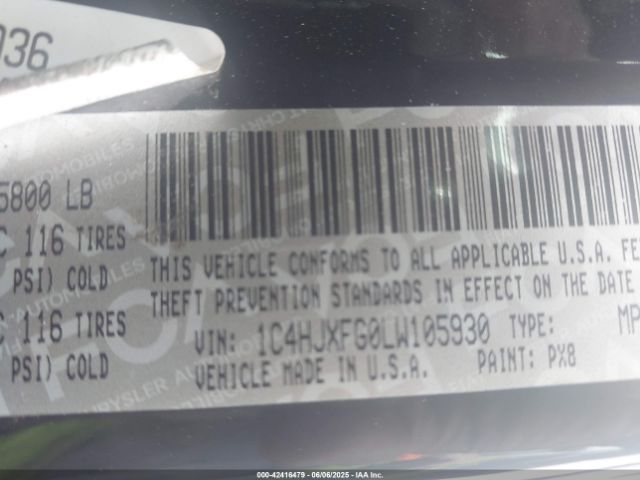 036
5800 LB
C 116 TIRES
PSI) COLD
C 116 TIRES
PSI) COLD
THIS VEHICLE CONFORMS TO ALL APPLICABLE U.S.A. FE
THEFT PREVENTION STANDARDS IN EFFECT ON THE DATE
VIN: 1C4HJXFG0LW105930 TYPE: MP
VEHICLE MADE IN U.S.A. PAINT: PX8
000-42416479 - 06/06/2025 - IAAI.COM